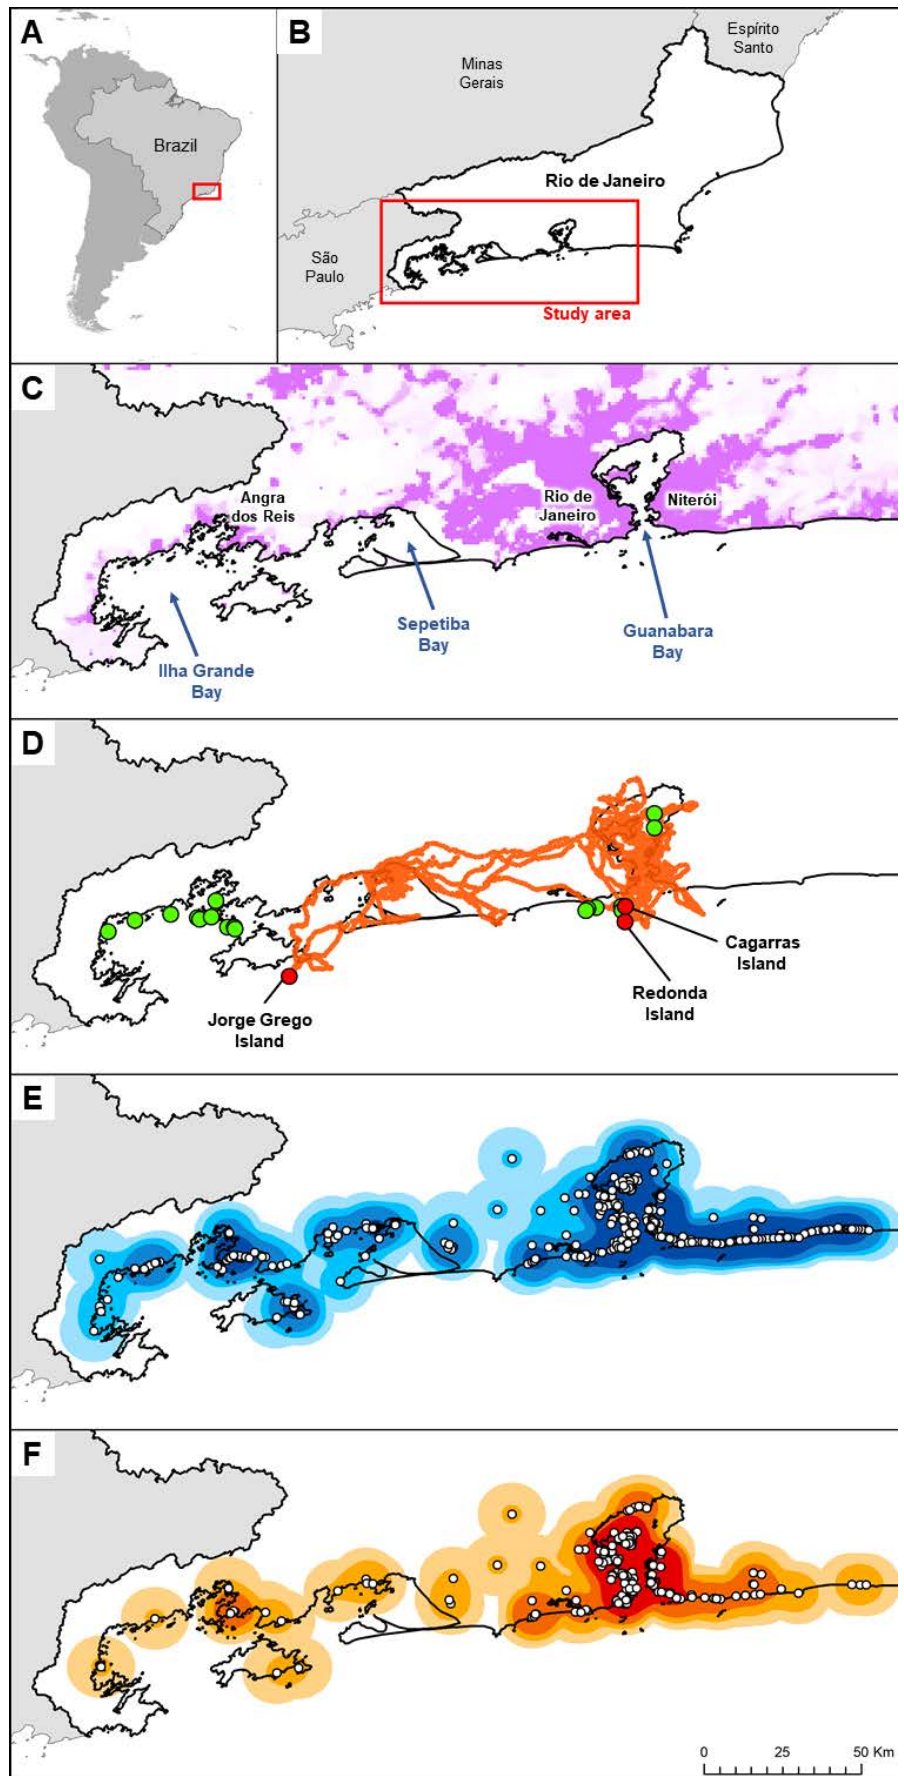 A
Brazil
B
Espírito
Santo
Minas
Gerais
Rio de Janeiro
São
Paulo
Study area
C
Angra
dos Reis
Rio de
Janeiro
Niterói
Sepetiba
Bay
Guanabara
Bay
Ilha Grande
Bay
D
Cagarras
Island
Redonda
Island
Jorge Grego
Island
E
F
0 25 50 Km